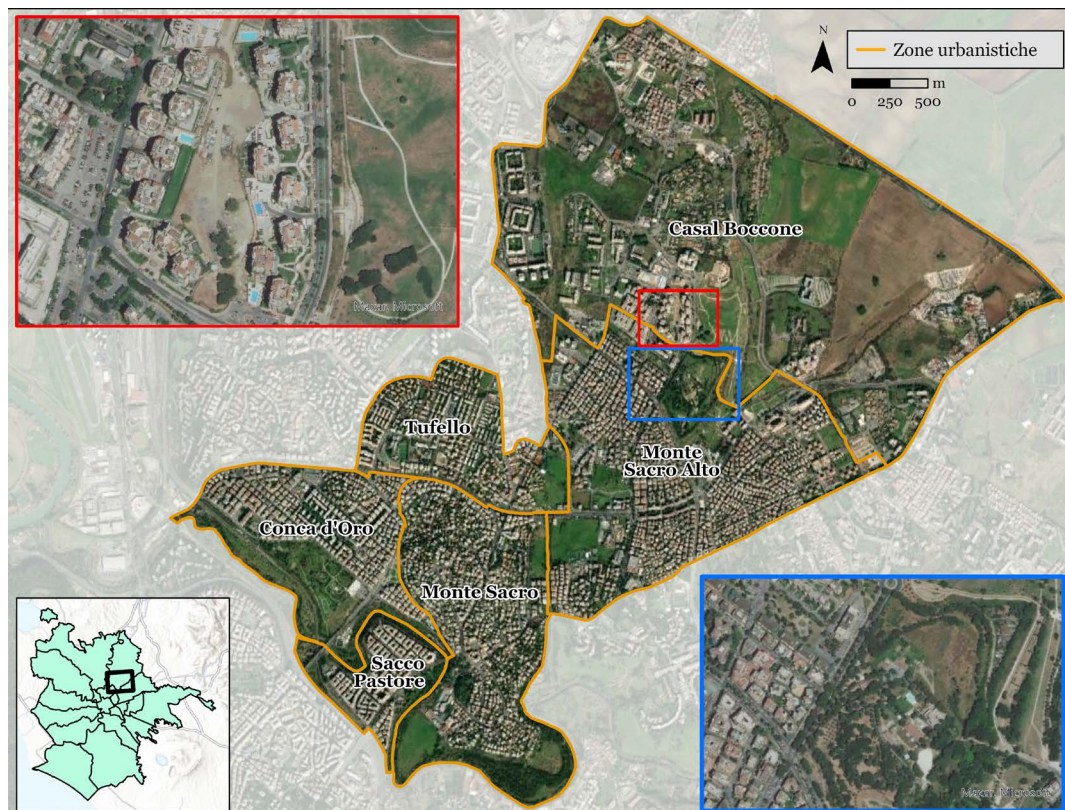 N
Zone urbanistiche
m
0 250 500
Maxar, Microsoft
Casal Boccone
Tufello
Monte
Sacro Alto
Conca d'Oro
Monte Sacro
Sacco
Pastore
Maxar, Microsoft